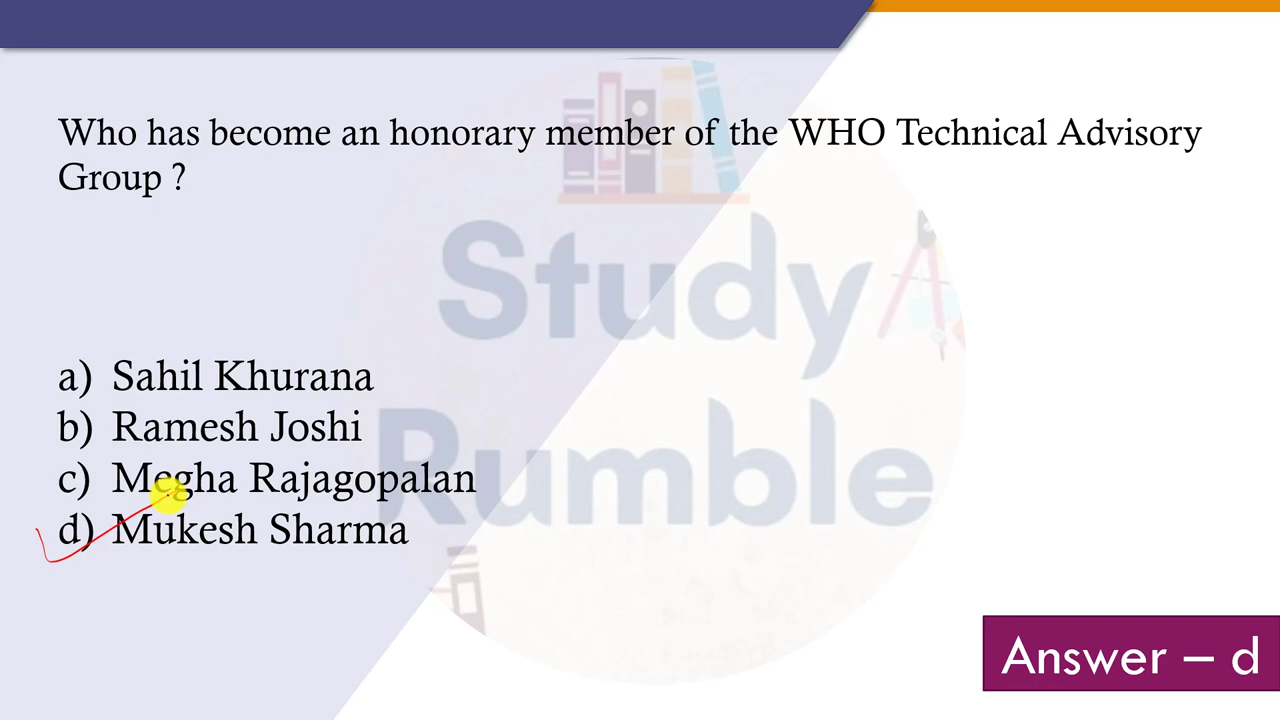 Who has become an honorary member of the WHO Technical Advisory
Group ?
Study
Rumble
a) Sahil Khurana
b) Ramesh Joshi
c) Megha Rajagopalan
d) Mukesh Sharma
Answer – d